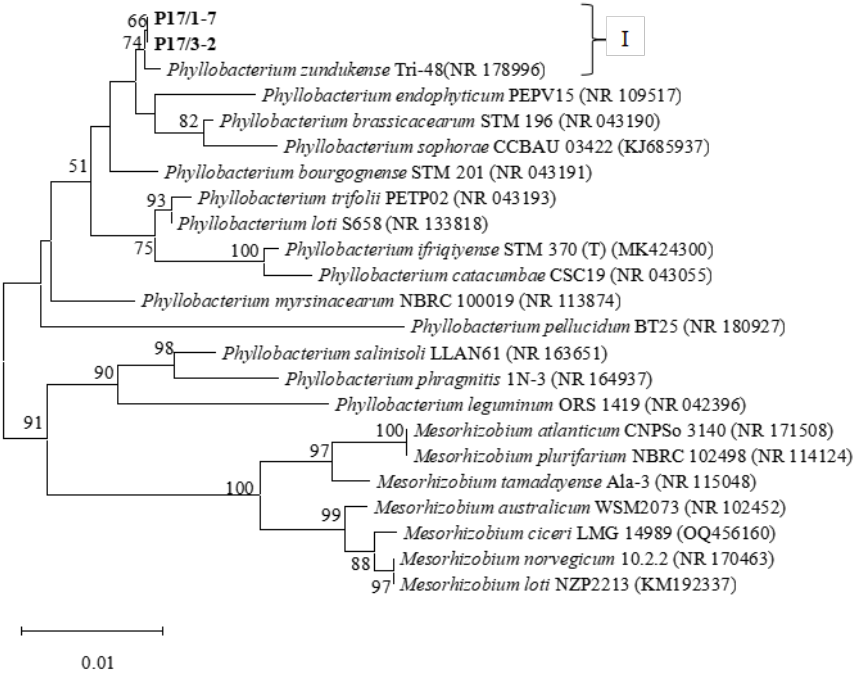 66 P17/1-7
74 P17/3-2
I
Phyllobacterium zundukense Tri-48(NR 178996)
Phyllobacterium endophyticum PEPV15 (NR 109517)
82 Phyllobacterium brassicacearum STM 196 (NR 043190)
Phyllobacterium sophorae CCBAU 03422 (KJ685937)
51 Phyllobacterium bourgognense STM 201 (NR 043191)
93 Phyllobacterium trifolii PETP02 (NR 043193)
Phyllobacterium loti S658 (NR 133818)
75 100 Phyllobacterium ifriqiyense STM 370 (T) (MK424300)
Phyllobacterium catacumbae CSC19 (NR 043055)
Phyllobacterium myrsinacearum NBRC 100019 (NR 113874)
Phyllobacterium pellucidum BT25 (NR 180927)
98 Phyllobacterium salinisoli LLAN61 (NR 163651)
90 Phyllobacterium phragmitis 1N-3 (NR 164937)
Phyllobacterium leguminum ORS 1419 (NR 042396)
91 100 Mesorhizobium atlanticum CNPSo 3140 (NR 171508)
97 Mesorhizobium plurifarium NBRC 102498 (NR 114124)
Mesorhizobium tamadayense Ala-3 (NR 115048)
100
99 Mesorhizobium australicum WSM2073 (NR 102452)
Mesorhizobium ciceri LMG 14989 (OQ456160)
88 Mesorhizobium norvegicum 10.2.2 (NR 170463)
97 Mesorhizobium loti NZP2213 (KM192337)
0.01